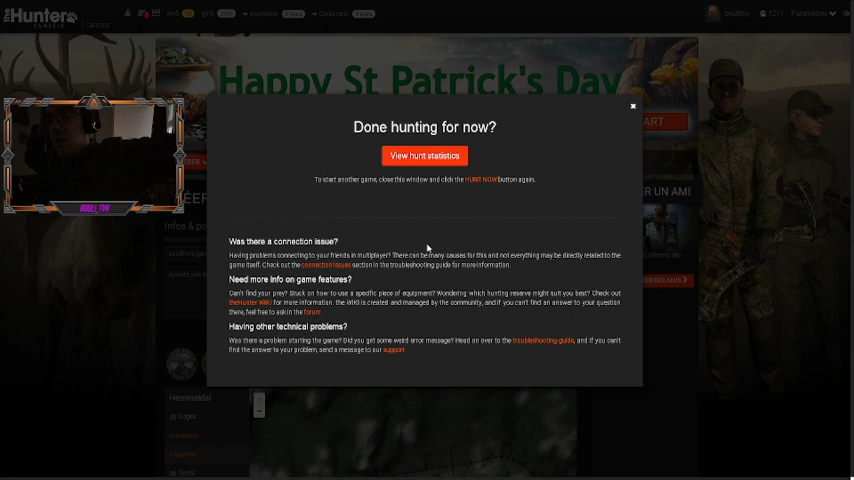 theHunter
CLASSIC
Lanceur
Happy St Patrick's Day
Done hunting for now?
View hunt statistics
To start another game, close this window and click the HUNT NOW button again.
Was there a connection issue?
Having problems connecting to your friends in multiplayer? There can be many causes for this and not everything may be directly related to the
game itself. Check out the connection issues section in the troubleshooting guide for more information.
Need more info on game features?
Can't find your prey? Stuck on how to use a specific piece of equipment? Wondering which hunting reserve might suit you best? Check out
theHunter WIKI for more information. the WIKI is created and managed by the community, and if you can't find an answer to your question
there, feel free to ask in the forum
Having other technical problems?
Was there a problem starting the game? Did you get some weird error message? Head on over to the troubleshooting guide, and if you can't
find the answer to your problem, send a message to our support
UN AMI
Infos &
Hemmeldal
+
−